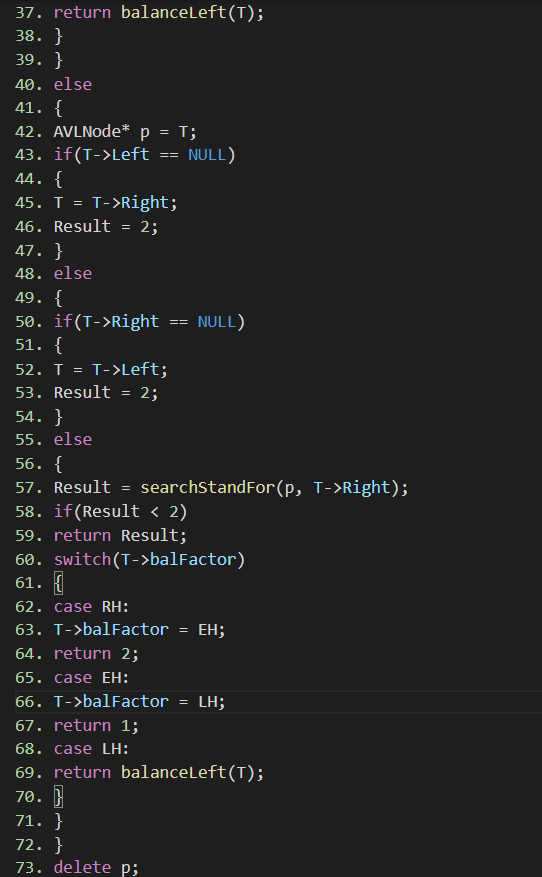 37. return balanceLeft(T);
38. }
39. }
40. else
41. {
42. AVLNode* p = T;
43. if(T->Left == NULL)
44. {
45. T = T->Right;
46. Result = 2;
47. }
48. else
49. {
50. if(T->Right == NULL)
51. {
52. T = T->Left;
53. Result = 2;
54. }
55. else
56. {
57. Result = searchStandFor(p, T->Right);
58. if(Result < 2)
59. return Result;
60. switch(T->balFactor)
61. {
62. case RH:
63. T->balFactor = EH;
64. return 2;
65. case EH:
66. T->balFactor = LH;
67. return 1;
68. case LH:
69. return balanceLeft(T);
70. }
71. }
72. }
73. delete p;